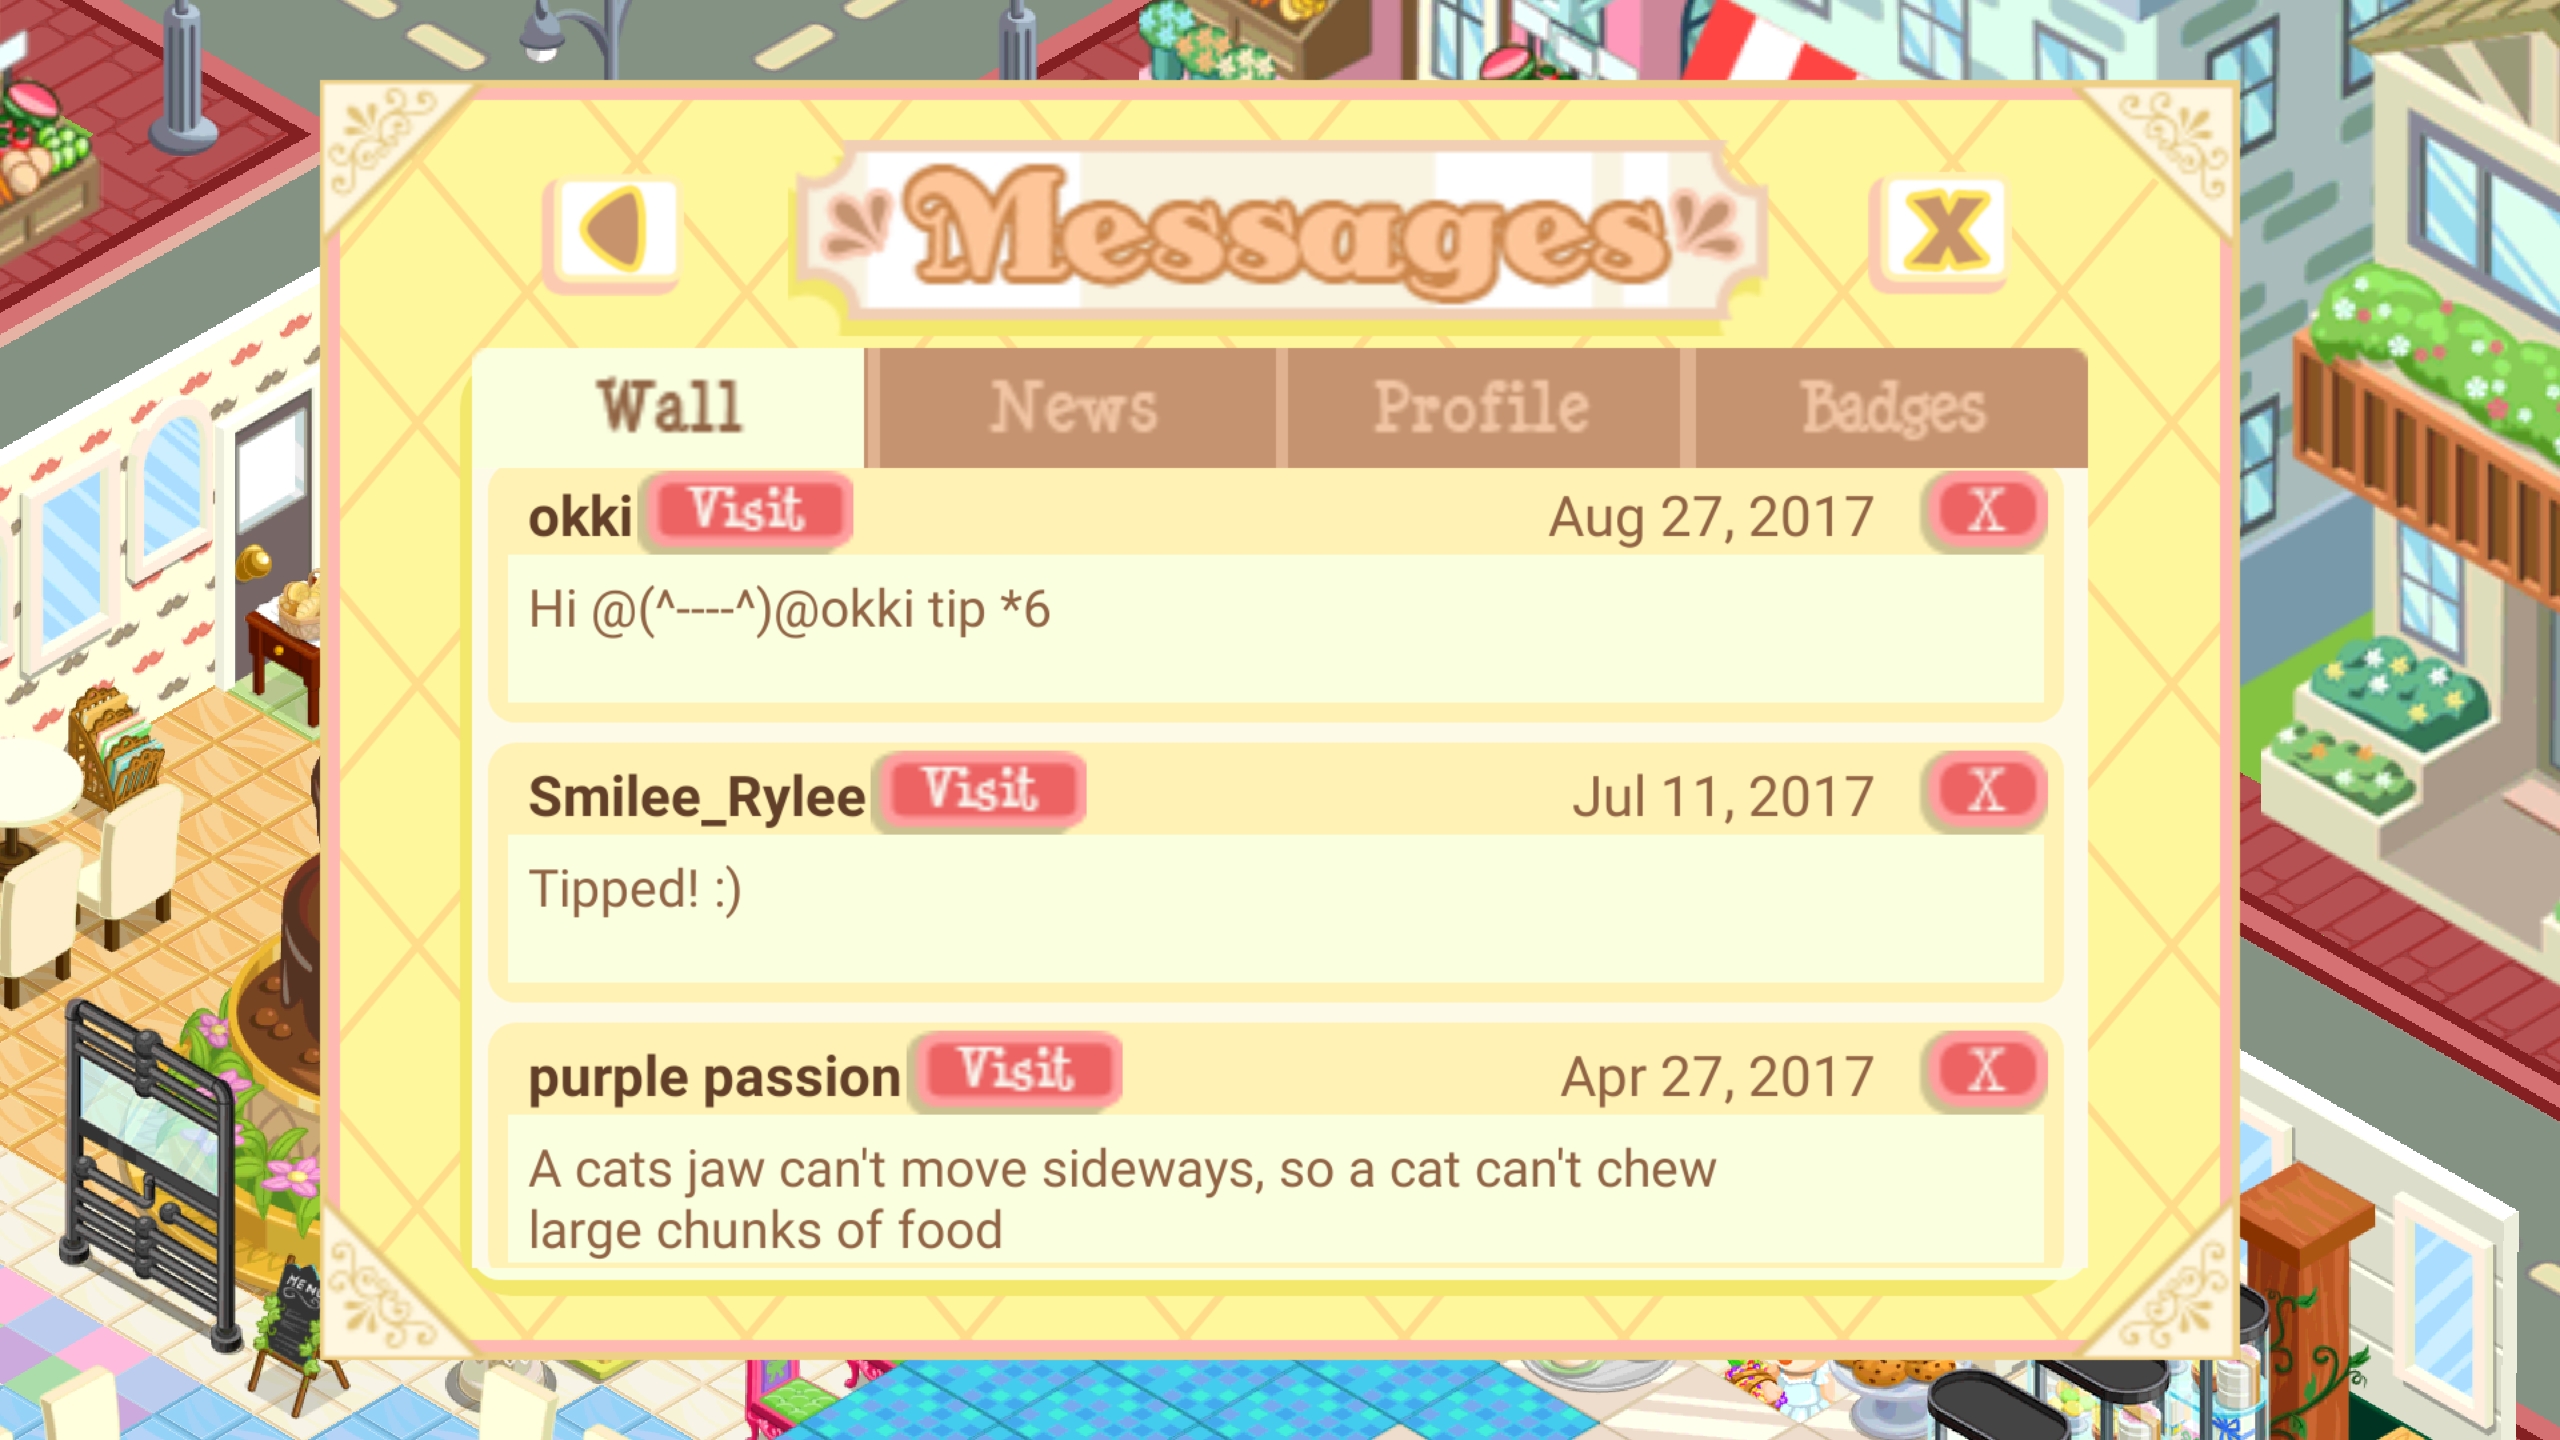 Messages
Wall News Profile Badges
okki Visit Aug 27, 2017 X
Hi @(^----^)@okki tip *6
Smilee_Rylee Visit Jul 11, 2017 X
Tipped! :)
purple passion Visit Apr 27, 2017 X
A cats jaw can't move sideways, so a cat can't chew
large chunks of food